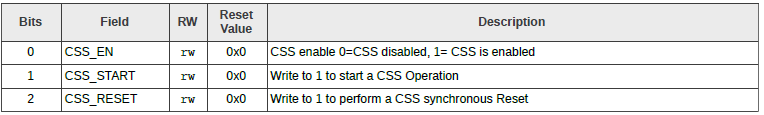 Bits Field RW Reset Value Description
0 CSS_EN rw 0x0 CSS enable 0=CSS disabled, 1= CSS is enabled
1 CSS_START rw 0x0 Write to 1 to start a CSS Operation
2 CSS_RESET rw 0x0 Write to 1 to perform a CSS synchronous Reset